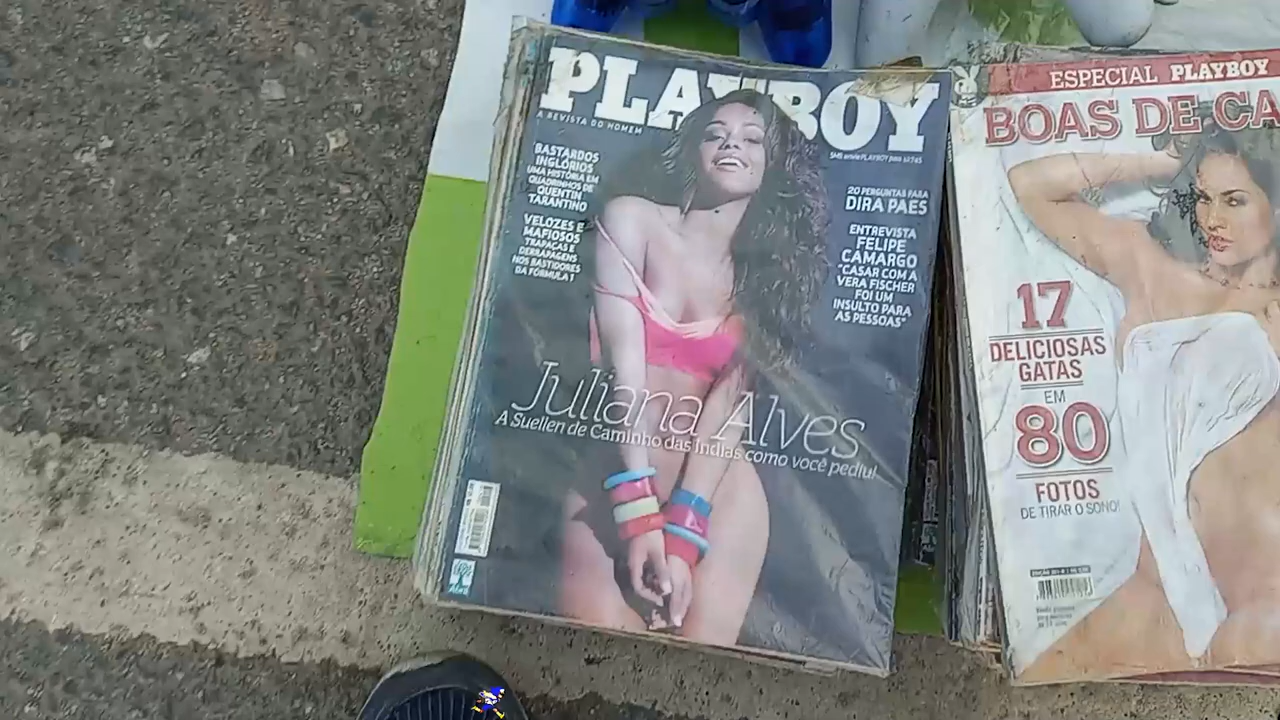 PLAYBOY
A REVISTA DO HOMEM
BASTARDOS
INGLÓRIOS
UMA HISTÓRIA EM
QUADRINHOS DE
QUENTIN
TARANTINO
VELOZES E
MAFIOSOS
TRAPAÇAS E
DERRAPAGENS
NOS BASTIDORES
DA FÓRMULA 1
20 PERGUNTAS PARA
DIRA PAES
ENTREVISTA
FELIPE
CAMARGO
"CASAR COM A
VERA FISCHER
FOI UM
INSULTO PARA
AS PESSOAS"
Juliana Alves
A Suellen de Caminho das Índias como você pediu!
Abril
ESPECIAL PLAYBOY
BOAS DE CA
17
DELICIOSAS
GATAS
EM
80
FOTOS
DE TIRAR O SONO!